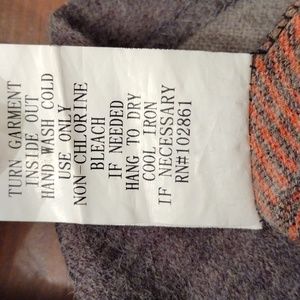 TURN GARMENT
INSIDE OUT
HAND WASH COLD
USE ONLY
NON-CHLORINE
BLEACH
IF NEEDED
HANG TO DRY
COOL IRON
IF NECESSARY
RN#102861